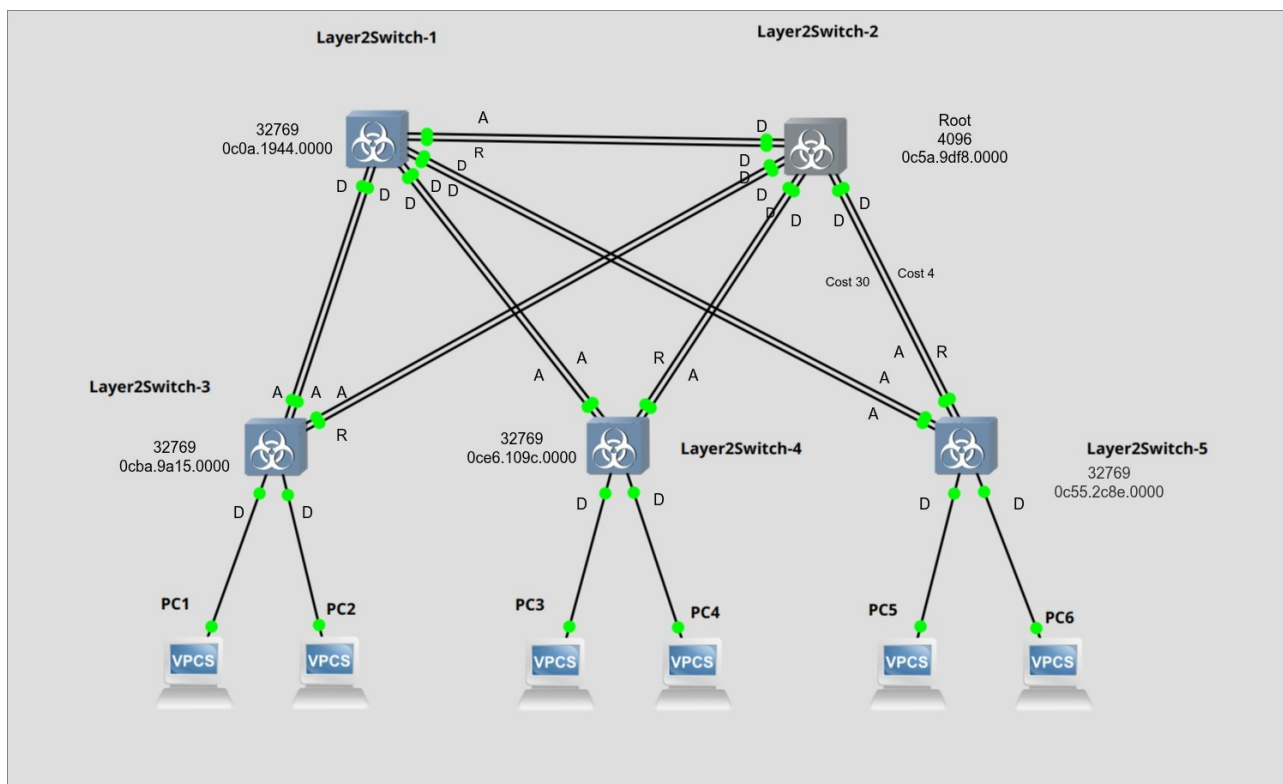 Layer2Switch-1
Layer2Switch-2
32769
0c0a.1944.0000
A
R
D
D
D
D
D
D
D
Root
4096
0c5a.9df8.0000
D
D
D
D
D
D
D
D
Cost 30
Cost 4
Layer2Switch-3
32769
0cba.9a15.0000
A
A
A
R
A
A
R
A
32769
0ce6.109c.0000
Layer2Switch-4
A
R
A
A
Layer2Switch-5
32769
0c55.2c8e.0000
D
D
D
D
D
D
PC1
PC2
PC3
PC4
PC5
PC6
VPCS
VPCS
VPCS
VPCS
VPCS
VPCS